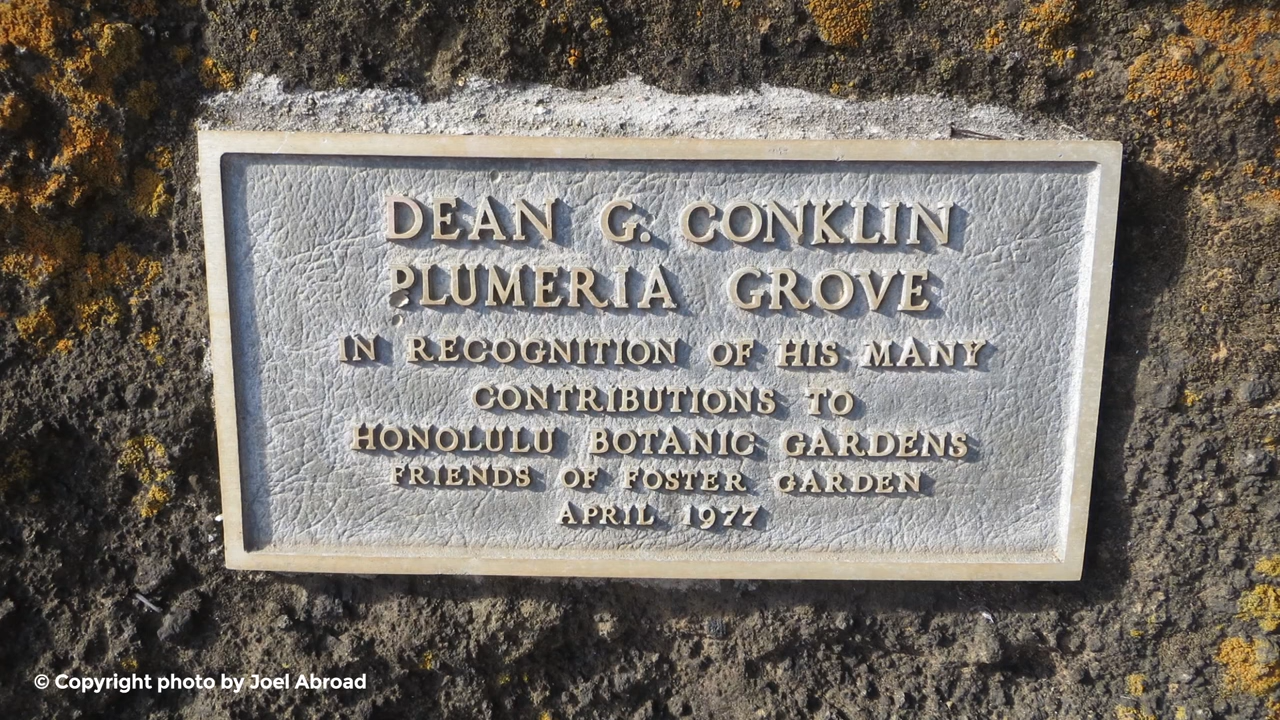 DEAN G. CONKLIN
PLUMERIA GROVE
IN RECOGNITION OF HIS MANY
CONTRIBUTIONS TO
HONOLULU BOTANIC GARDENS
FRIENDS OF FOSTER GARDEN
APRIL 1977
© Copyright photo by Joel Abroad